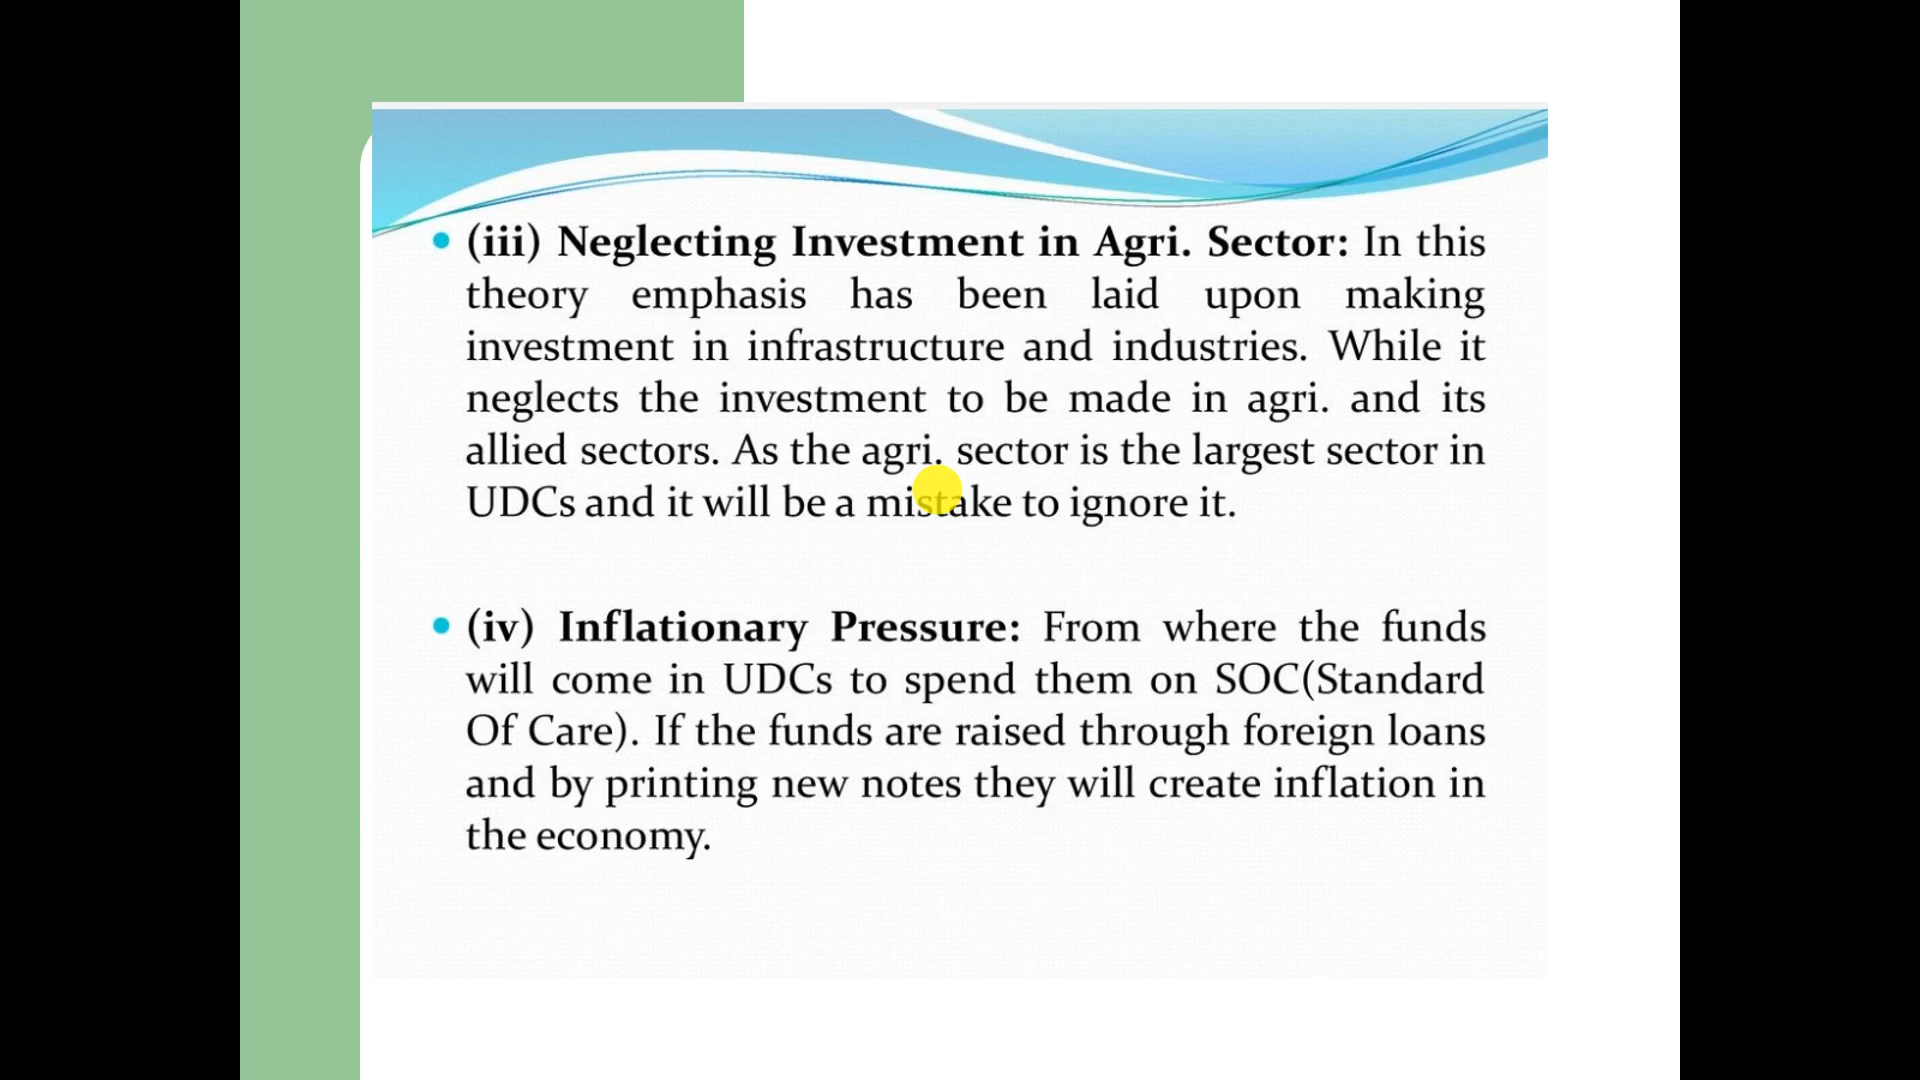 (iii) Neglecting Investment in Agri. Sector: In this
theory emphasis has been laid upon making
investment in infrastructure and industries. While it
neglects the investment to be made in agri. and its
allied sectors. As the agri. sector is the largest sector in
UDCs and it will be a mistake to ignore it.
(iv) Inflationary Pressure: From where the funds
will come in UDCs to spend them on SOC(Standard
Of Care). If the funds are raised through foreign loans
and by printing new notes they will create inflation in
the economy.